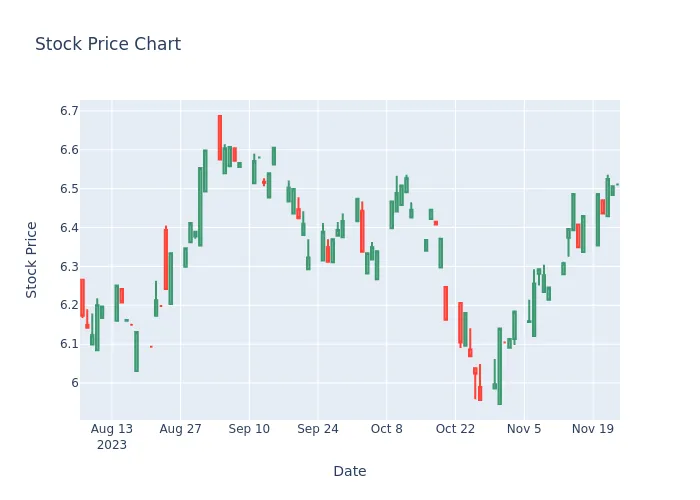 Stock Price Chart
Stock Price
6.7
6.6
6.5
6.4
6.3
6.2
6.1
6
Aug 13
2023
Aug 27
Sep 10
Sep 24
Oct 8
Oct 22
Nov 5
Nov 19
Date